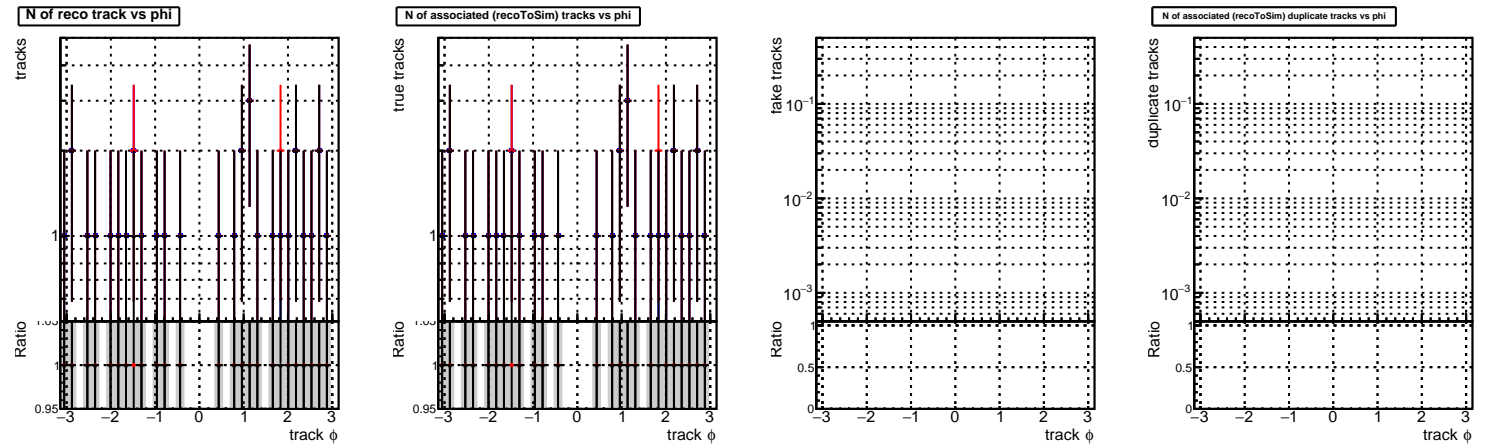 N of reco track vs phi
tracks
1
Ratio
1
0.95
−3 −2 −1 0 1 2 3
track ϕ
N of associated (recoToSim) tracks vs phi
true tracks
1
Ratio
1
0.95
−3 −2 −1 0 1 2 3
track ϕ
fake tracks
10−1
10−2
10−3
Ratio
1
0.5
0
−3 −2 −1 0 1 2 3
track ϕ
N of associated (recoToSim) duplicate tracks vs phi
duplicate tracks
10−1
10−2
10−3
Ratio
1
0.5
0
−3 −2 −1 0 1 2 3
track ϕ